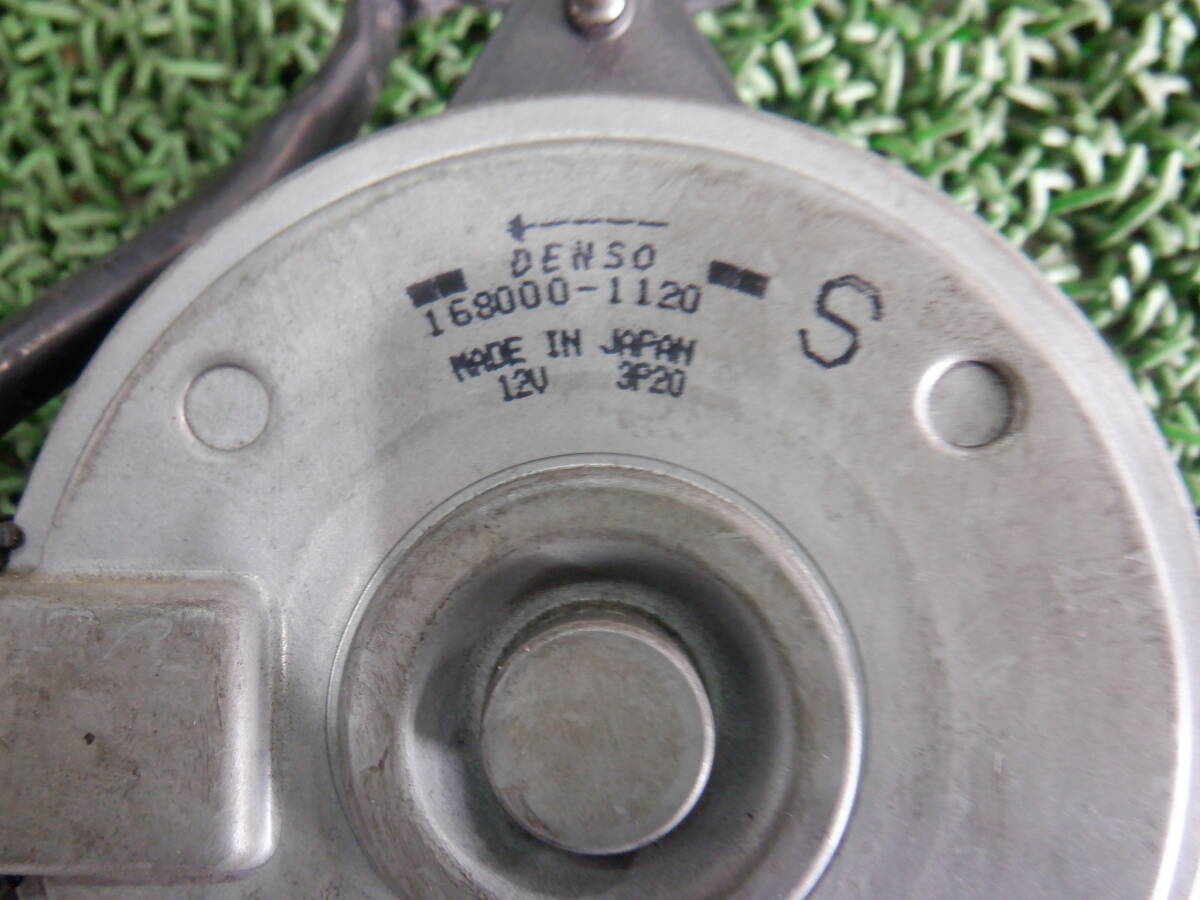 DENSO
168000-1120
S
MADE IN JAPAN
12V 3P20